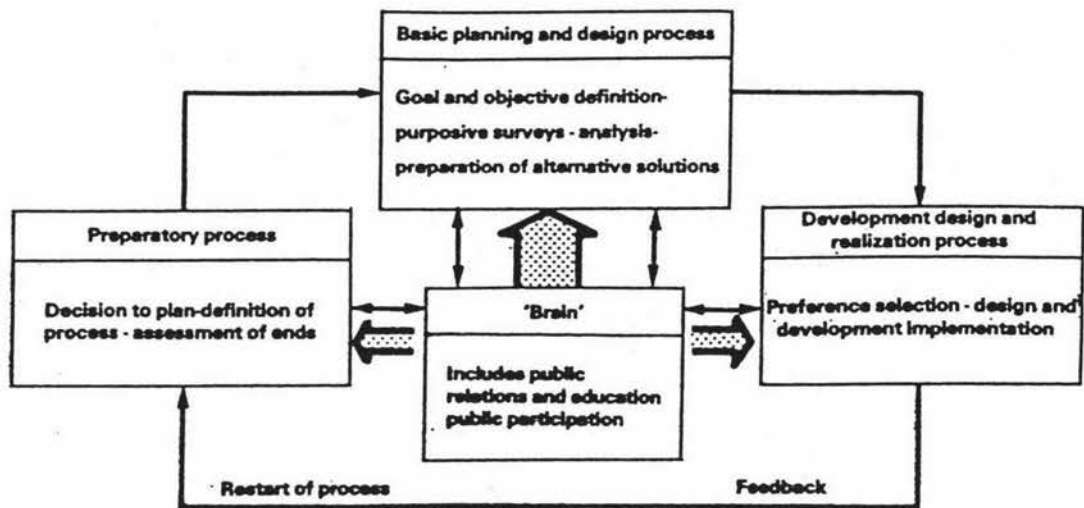 Basic planning and design process
Goal and objective definition-
purposive surveys - analysis-
preparation of alternative solutions
Preparatory process
Decision to plan-definition of
process - assessment of ends
'Brain'
Includes public
relations and education
public participation
Development design and
realization process
Preference selection - design and
development implementation
Restart of process
Feedback